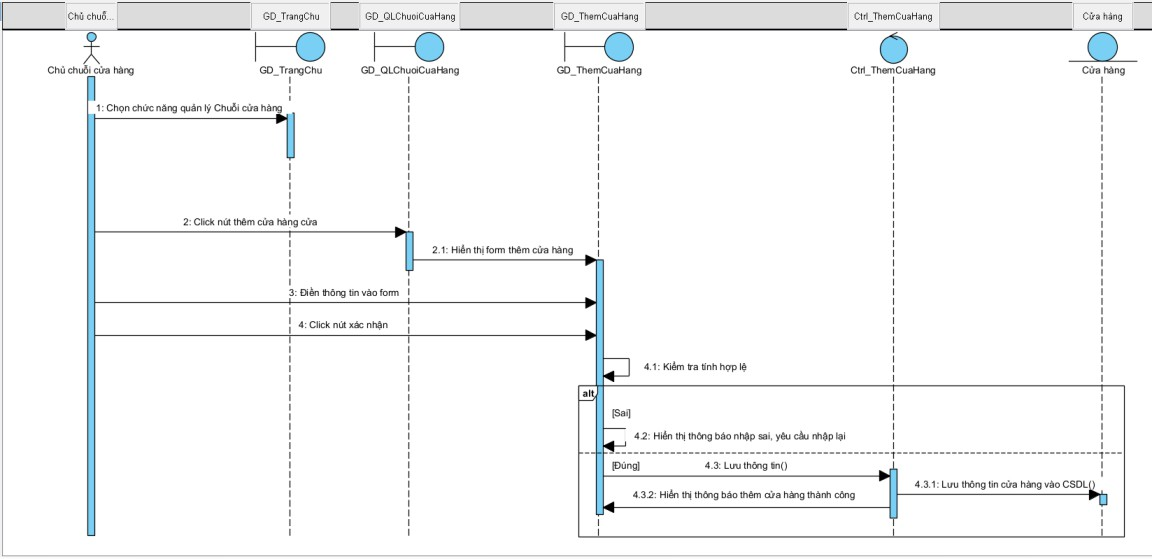 Chủ chuỗ...
GD_TrangChu
GD_QLChuoiCuaHang
GD_ThemCuaHang
Ctrl_ThemCuaHang
Cửa hàng
Chủ chuỗi cửa hàng
GD_TrangChu
GD_QLChuoiCuaHang
GD_ThemCuaHang
Ctrl_ThemCuaHang
Cửa hàng
1: Chọn chức năng quản lý Chuỗi cửa hàng
2: Click nút thêm cửa hàng cửa
2.1: Hiển thị form thêm cửa hàng
3: Điền thông tin vào form
4: Click nút xác nhận
4.1: Kiểm tra tính hợp lệ
alt
[Sai]
4.2: Hiển thị thông báo nhập sai, yêu cầu nhập lại
[Đúng]
4.3: Lưu thông tin()
4.3.1: Lưu thông tin cửa hàng vào CSDL()
4.3.2: Hiển thị thông báo thêm cửa hàng thành công